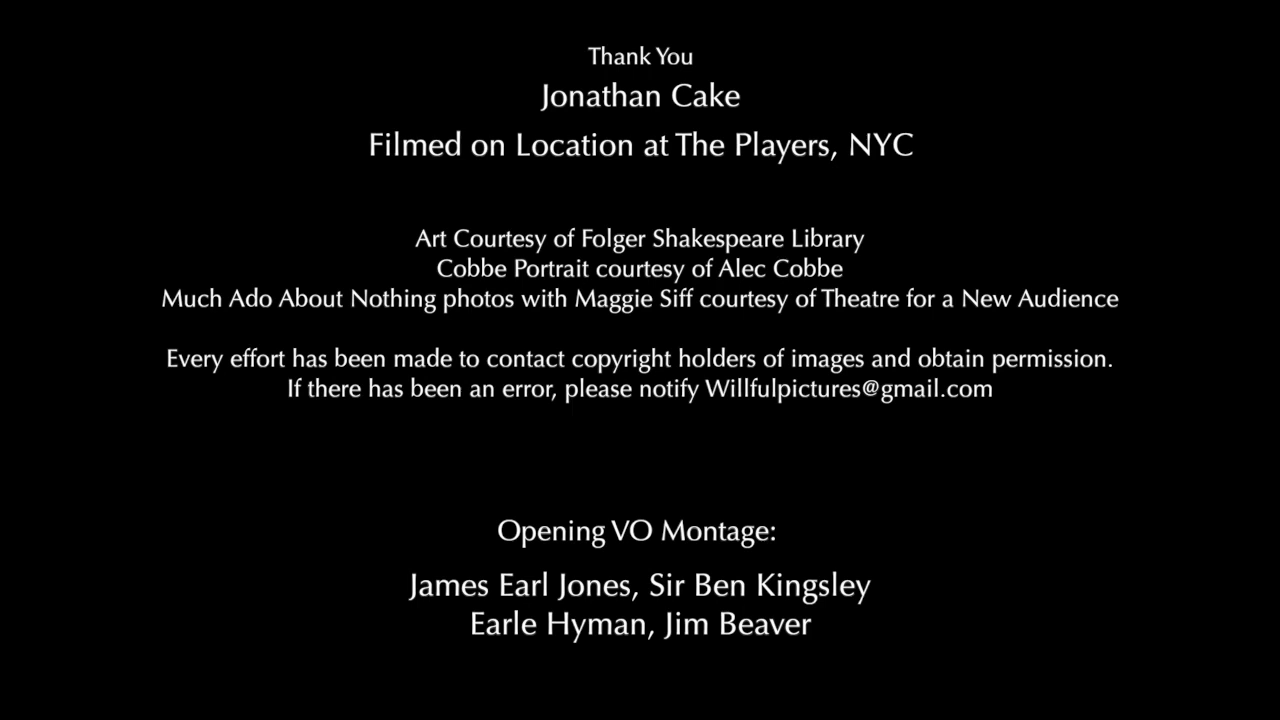 Thank You
Jonathan Cake
Filmed on Location at The Players, NYC
Art Courtesy of Folger Shakespeare Library
Cobbe Portrait courtesy of Alec Cobbe
Much Ado About Nothing photos with Maggie Siff courtesy of Theatre for a New Audience
Every effort has been made to contact copyright holders of images and obtain permission.
If there has been an error, please notify Willfulpictures@gmail.com
Opening VO Montage:
James Earl Jones, Sir Ben Kingsley
Earle Hyman, Jim Beaver